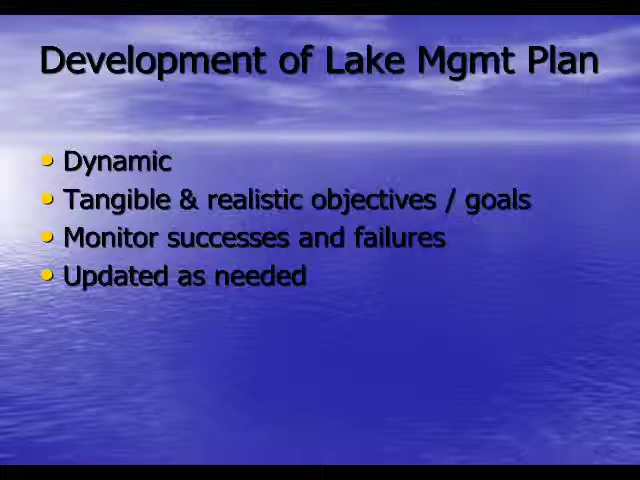 Development of Lake Mgmt Plan
• Dynamic
• Tangible & realistic objectives / goals
• Monitor successes and failures
• Updated as needed